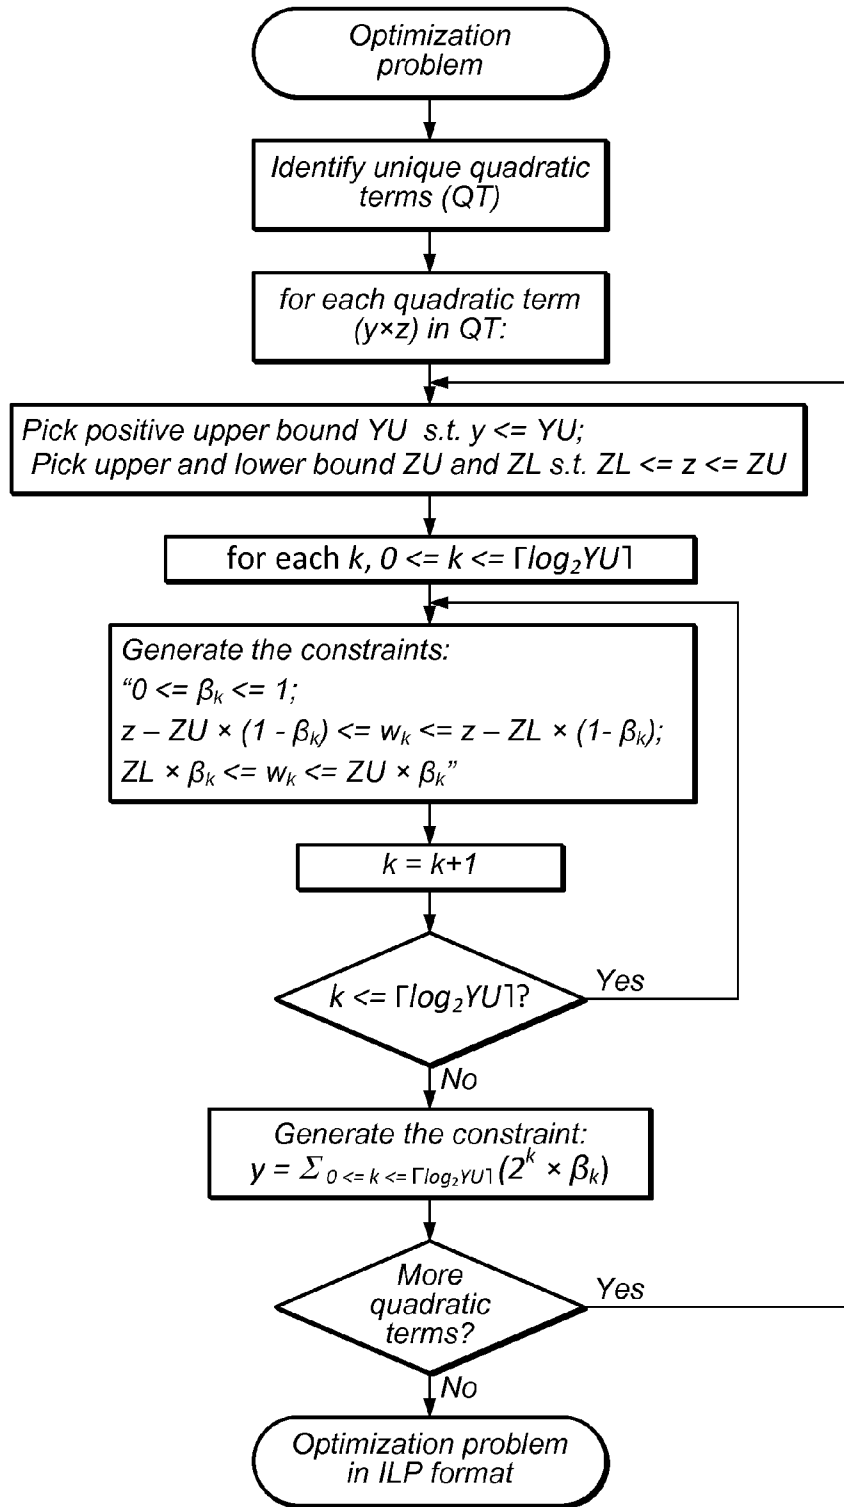 Optimization
problem
Identify unique quadratic
terms (QT)
for each quadratic term
(y×z) in QT:
Pick positive upper bound YU s.t. y <= YU;
Pick upper and lower bound ZU and ZL s.t. ZL <= z <= ZU
for each k, 0 <= k <= ⌈log₂YU⌉
Generate the constraints:
“0 <= βₖ <= 1;
z – ZU × (1 - βₖ) <= wₖ <= z – ZL × (1- βₖ);
ZL × βₖ <= wₖ <= ZU × βₖ”
k = k+1
k <= ⌈log₂YU⌉?
Yes
No
Generate the constraint:
y = Σ 0 <= k <= ⌈log₂YU⌉ (2ᵏ × βₖ)
More
quadratic
terms?
Yes
No
Optimization problem
in ILP format